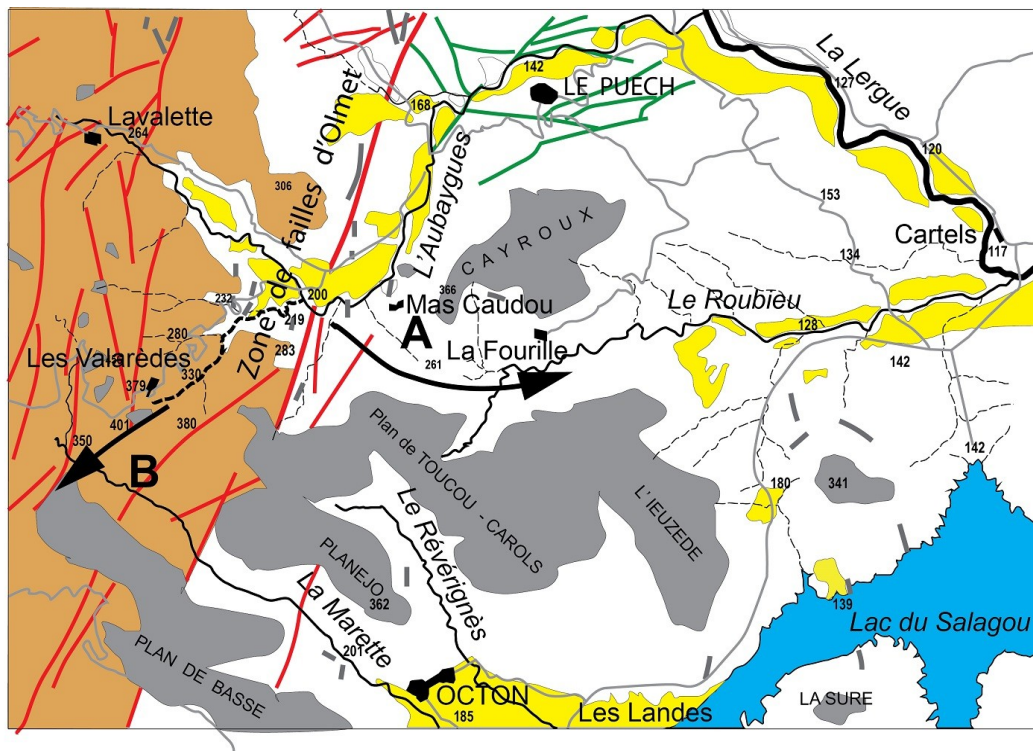 La Lergue
127
142
LE PUECH
168
d'Olmet
Lavalette
264
120
306
153
L'Aubaygues
CAYROUX
Cartels
117
134
366
232
200
219
Zone de failles
Mas Caudou
Le Roubieu
A
128
280
283
La Fourille
261
142
Les Valarèdes
330
379
401
380
350
B
Plan de TOUCOU - CAROLS
L'IEUZEDE
142
180
341
Le Révérignès
PLANEJO
362
139
Lac du Salagou
La Marette
201
PLAN DE BASSE
OCTON
185
Les Landes
LA SURE